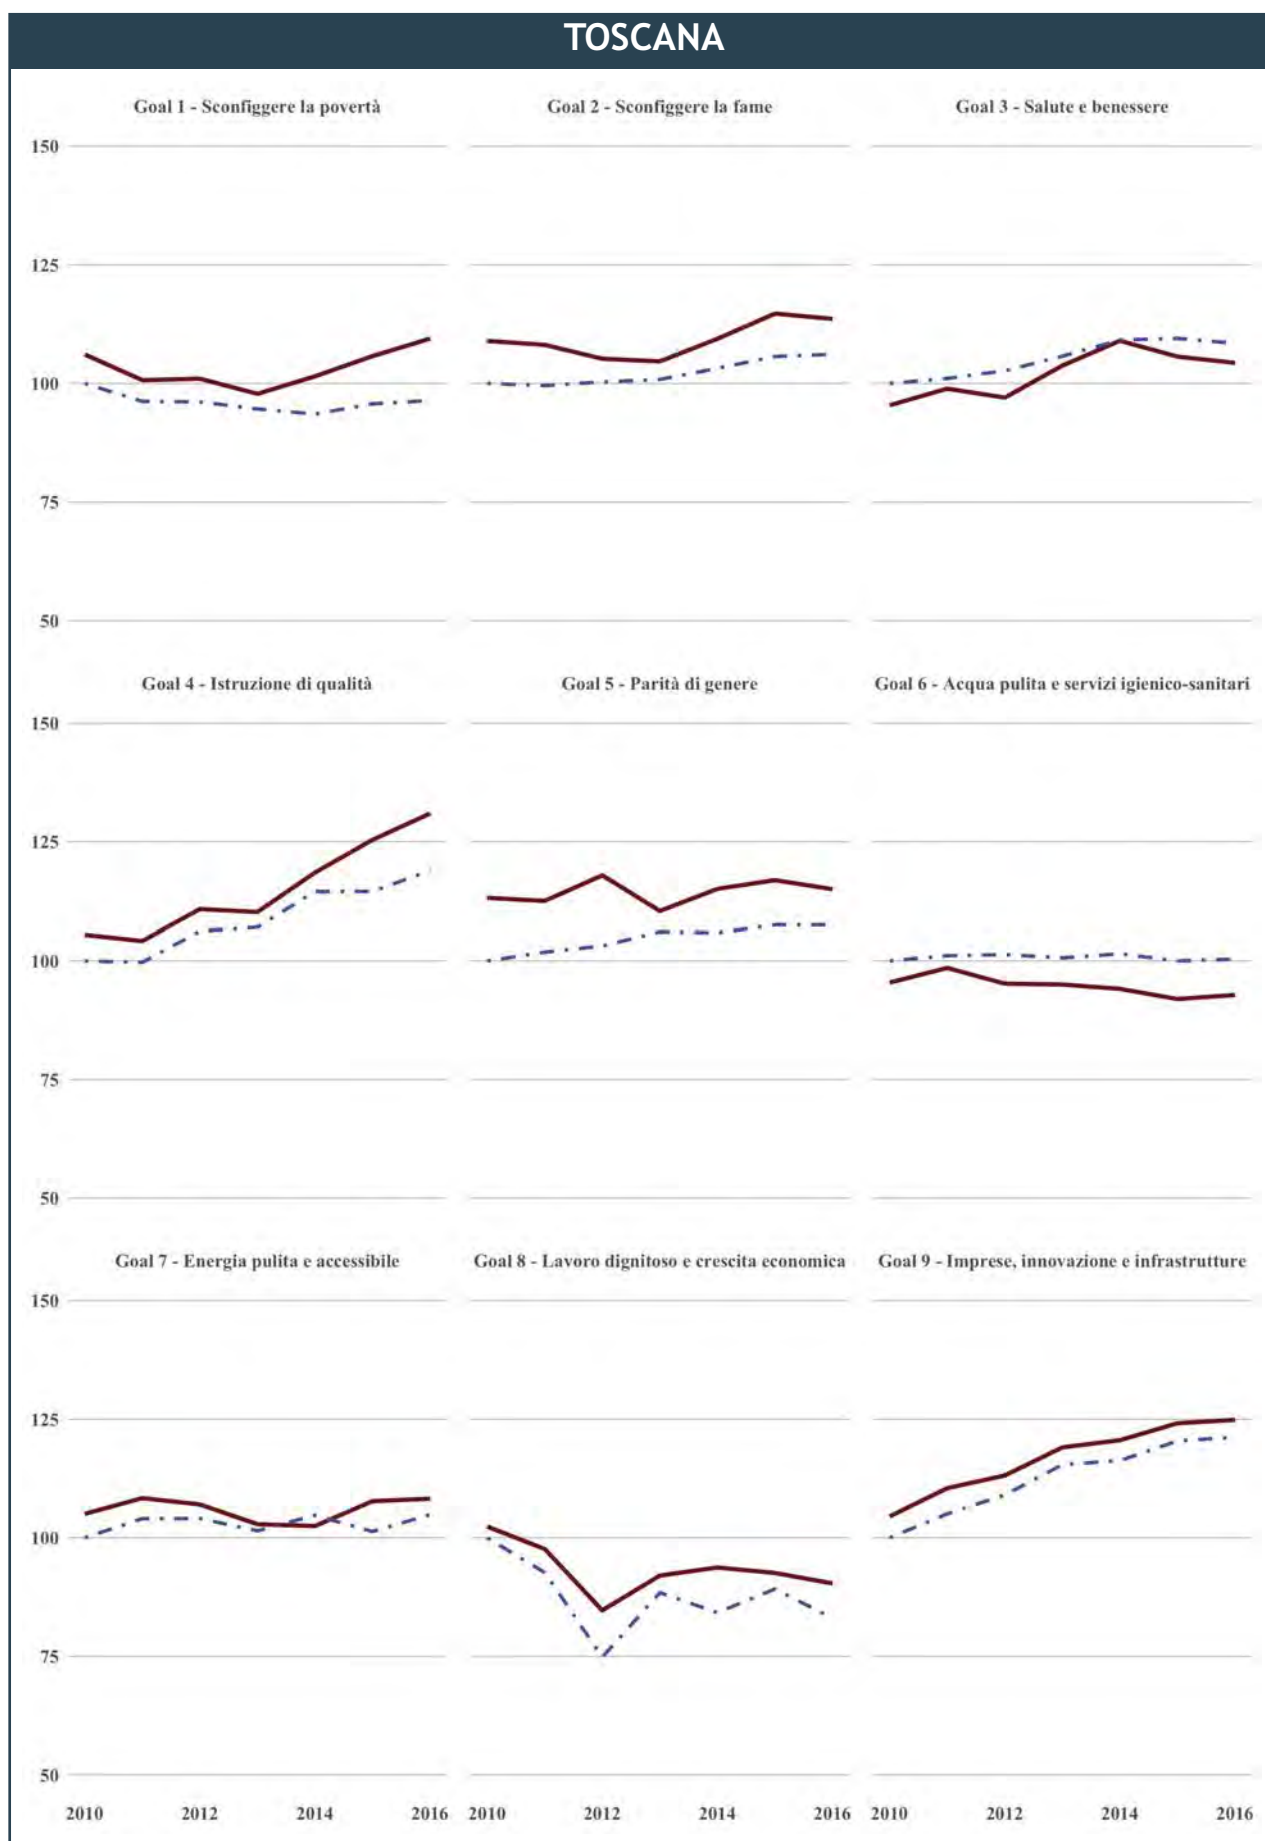 TOSCANA
Goal 1 - Sconfiggere la povertà
Goal 2 - Sconfiggere la fame
Goal 3 - Salute e benessere
150
125
100
75
50
Goal 4 - Istruzione di qualità
Goal 5 - Parità di genere
Goal 6 - Acqua pulita e servizi igienico-sanitari
150
125
100
75
50
Goal 7 - Energia pulita e accessibile
Goal 8 - Lavoro dignitoso e crescita economica
Goal 9 - Imprese, innovazione e infrastrutture
150
125
100
75
50
2010 2012 2014 2016
2010 2012 2014 2016
2010 2012 2014 2016